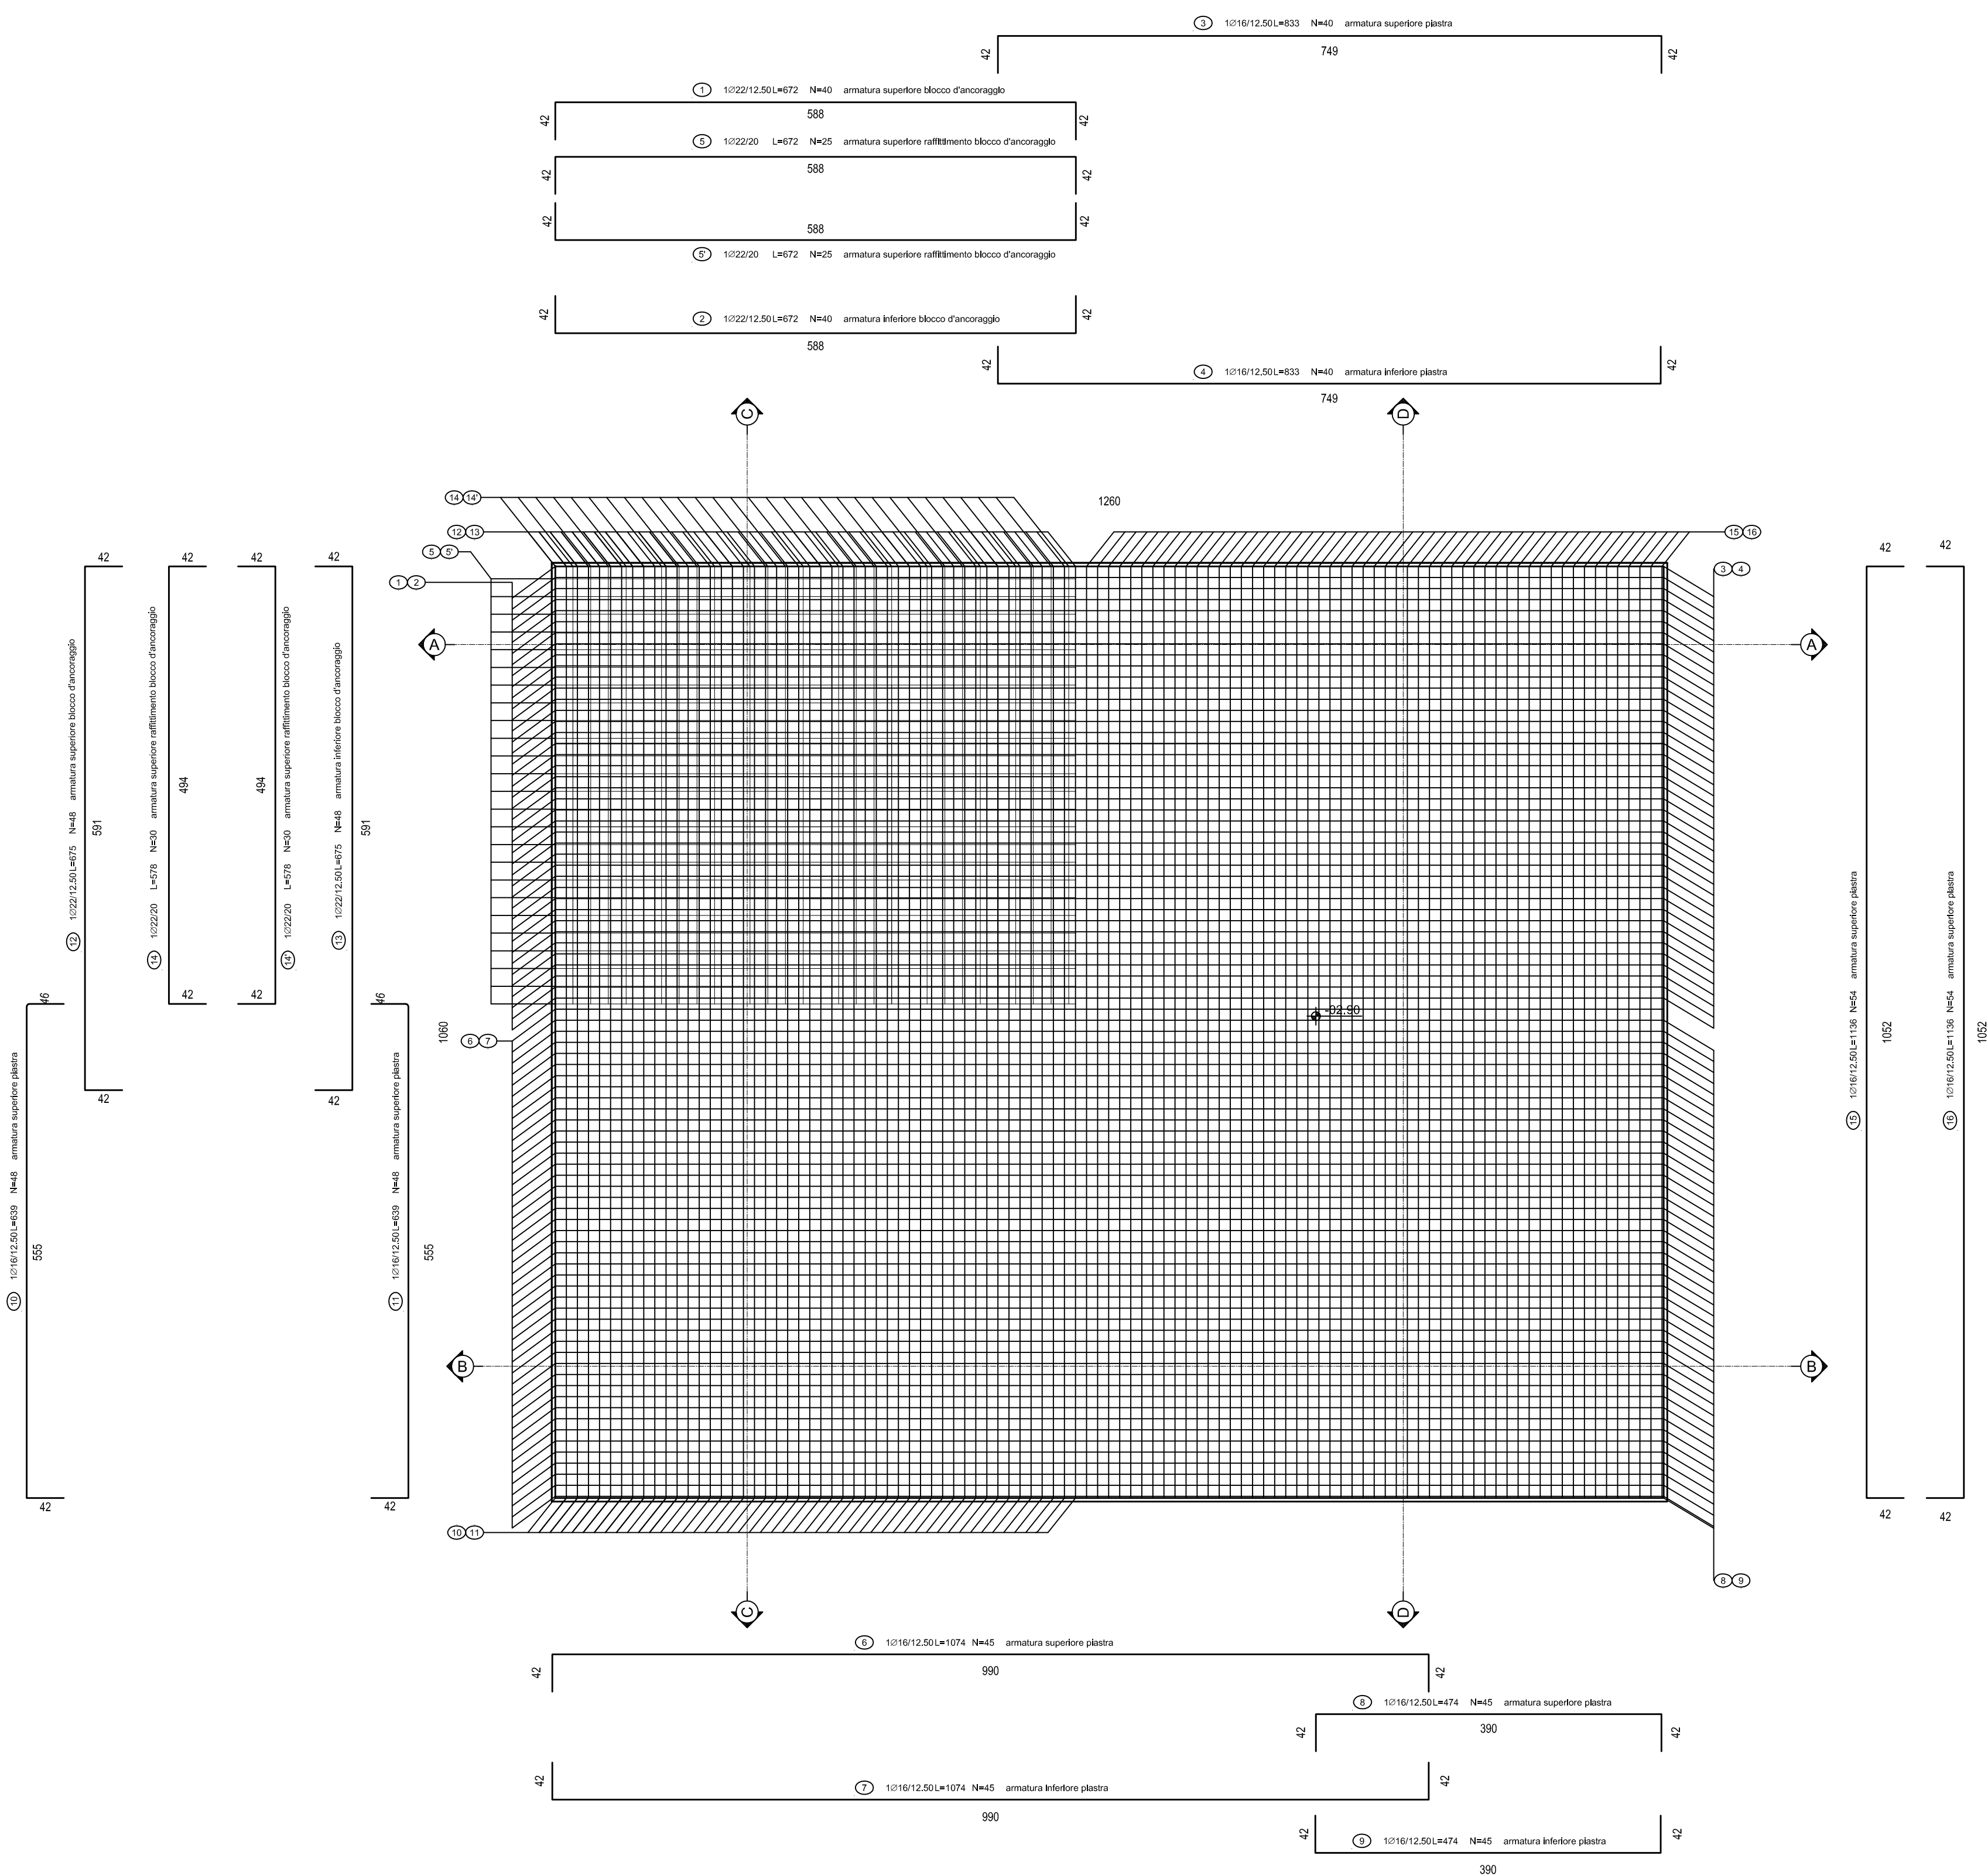 3 1∅16/12.50 L=833 N=40 armatura superiore piastra
42 749 42
1 1∅22/12.50 L=672 N=40 armatura superiore blocco d'ancoraggio
42 588 42
5 1∅22/20 L=672 N=25 armatura superiore raffittimento blocco d'ancoraggio
42 588 42
42 588 42
5' 1∅22/20 L=672 N=25 armatura superiore raffittimento blocco d'ancoraggio
42 42
2 1∅22/12.50 L=672 N=40 armatura inferiore blocco d'ancoraggio
588
42 42
4 1∅16/12.50 L=833 N=40 armatura inferiore piastra
749
C D
14 14'
1260
12 13
15 16
5 5'
1 2
3 4
A A
42 42 42 42
12 1∅22/12.50 L=675 N=48 armatura superiore blocco d'ancoraggio
591
42
14 1∅22/20 L=578 N=30 armatura superiore raffittimento blocco d'ancoraggio
494
42
14' 1∅22/20 L=578 N=30 armatura superiore raffittimento blocco d'ancoraggio
494
42
13 1∅22/12.50 L=675 N=48 armatura inferiore blocco d'ancoraggio
591
42
46
10 1∅16/12.50 L=639 N=48 armatura superiore piastra
555
42
46
11 1∅16/12.50 L=639 N=48 armatura superiore piastra
555
42
1060
6 7
-02.90
42 42
15 1∅16/12.50 L=1136 N=54 armatura superiore piastra
1052
42
16 1∅16/12.50 L=1136 N=54 armatura superiore piastra
1052
42
B B
10 11
8 9
C D
6 1∅16/12.50 L=1074 N=45 armatura superiore piastra
42 990 42
8 1∅16/12.50 L=474 N=45 armatura superiore piastra
42 390 42
42 42
7 1∅16/12.50 L=1074 N=45 armatura inferiore piastra
990
42 42
9 1∅16/12.50 L=474 N=45 armatura inferiore piastra
390